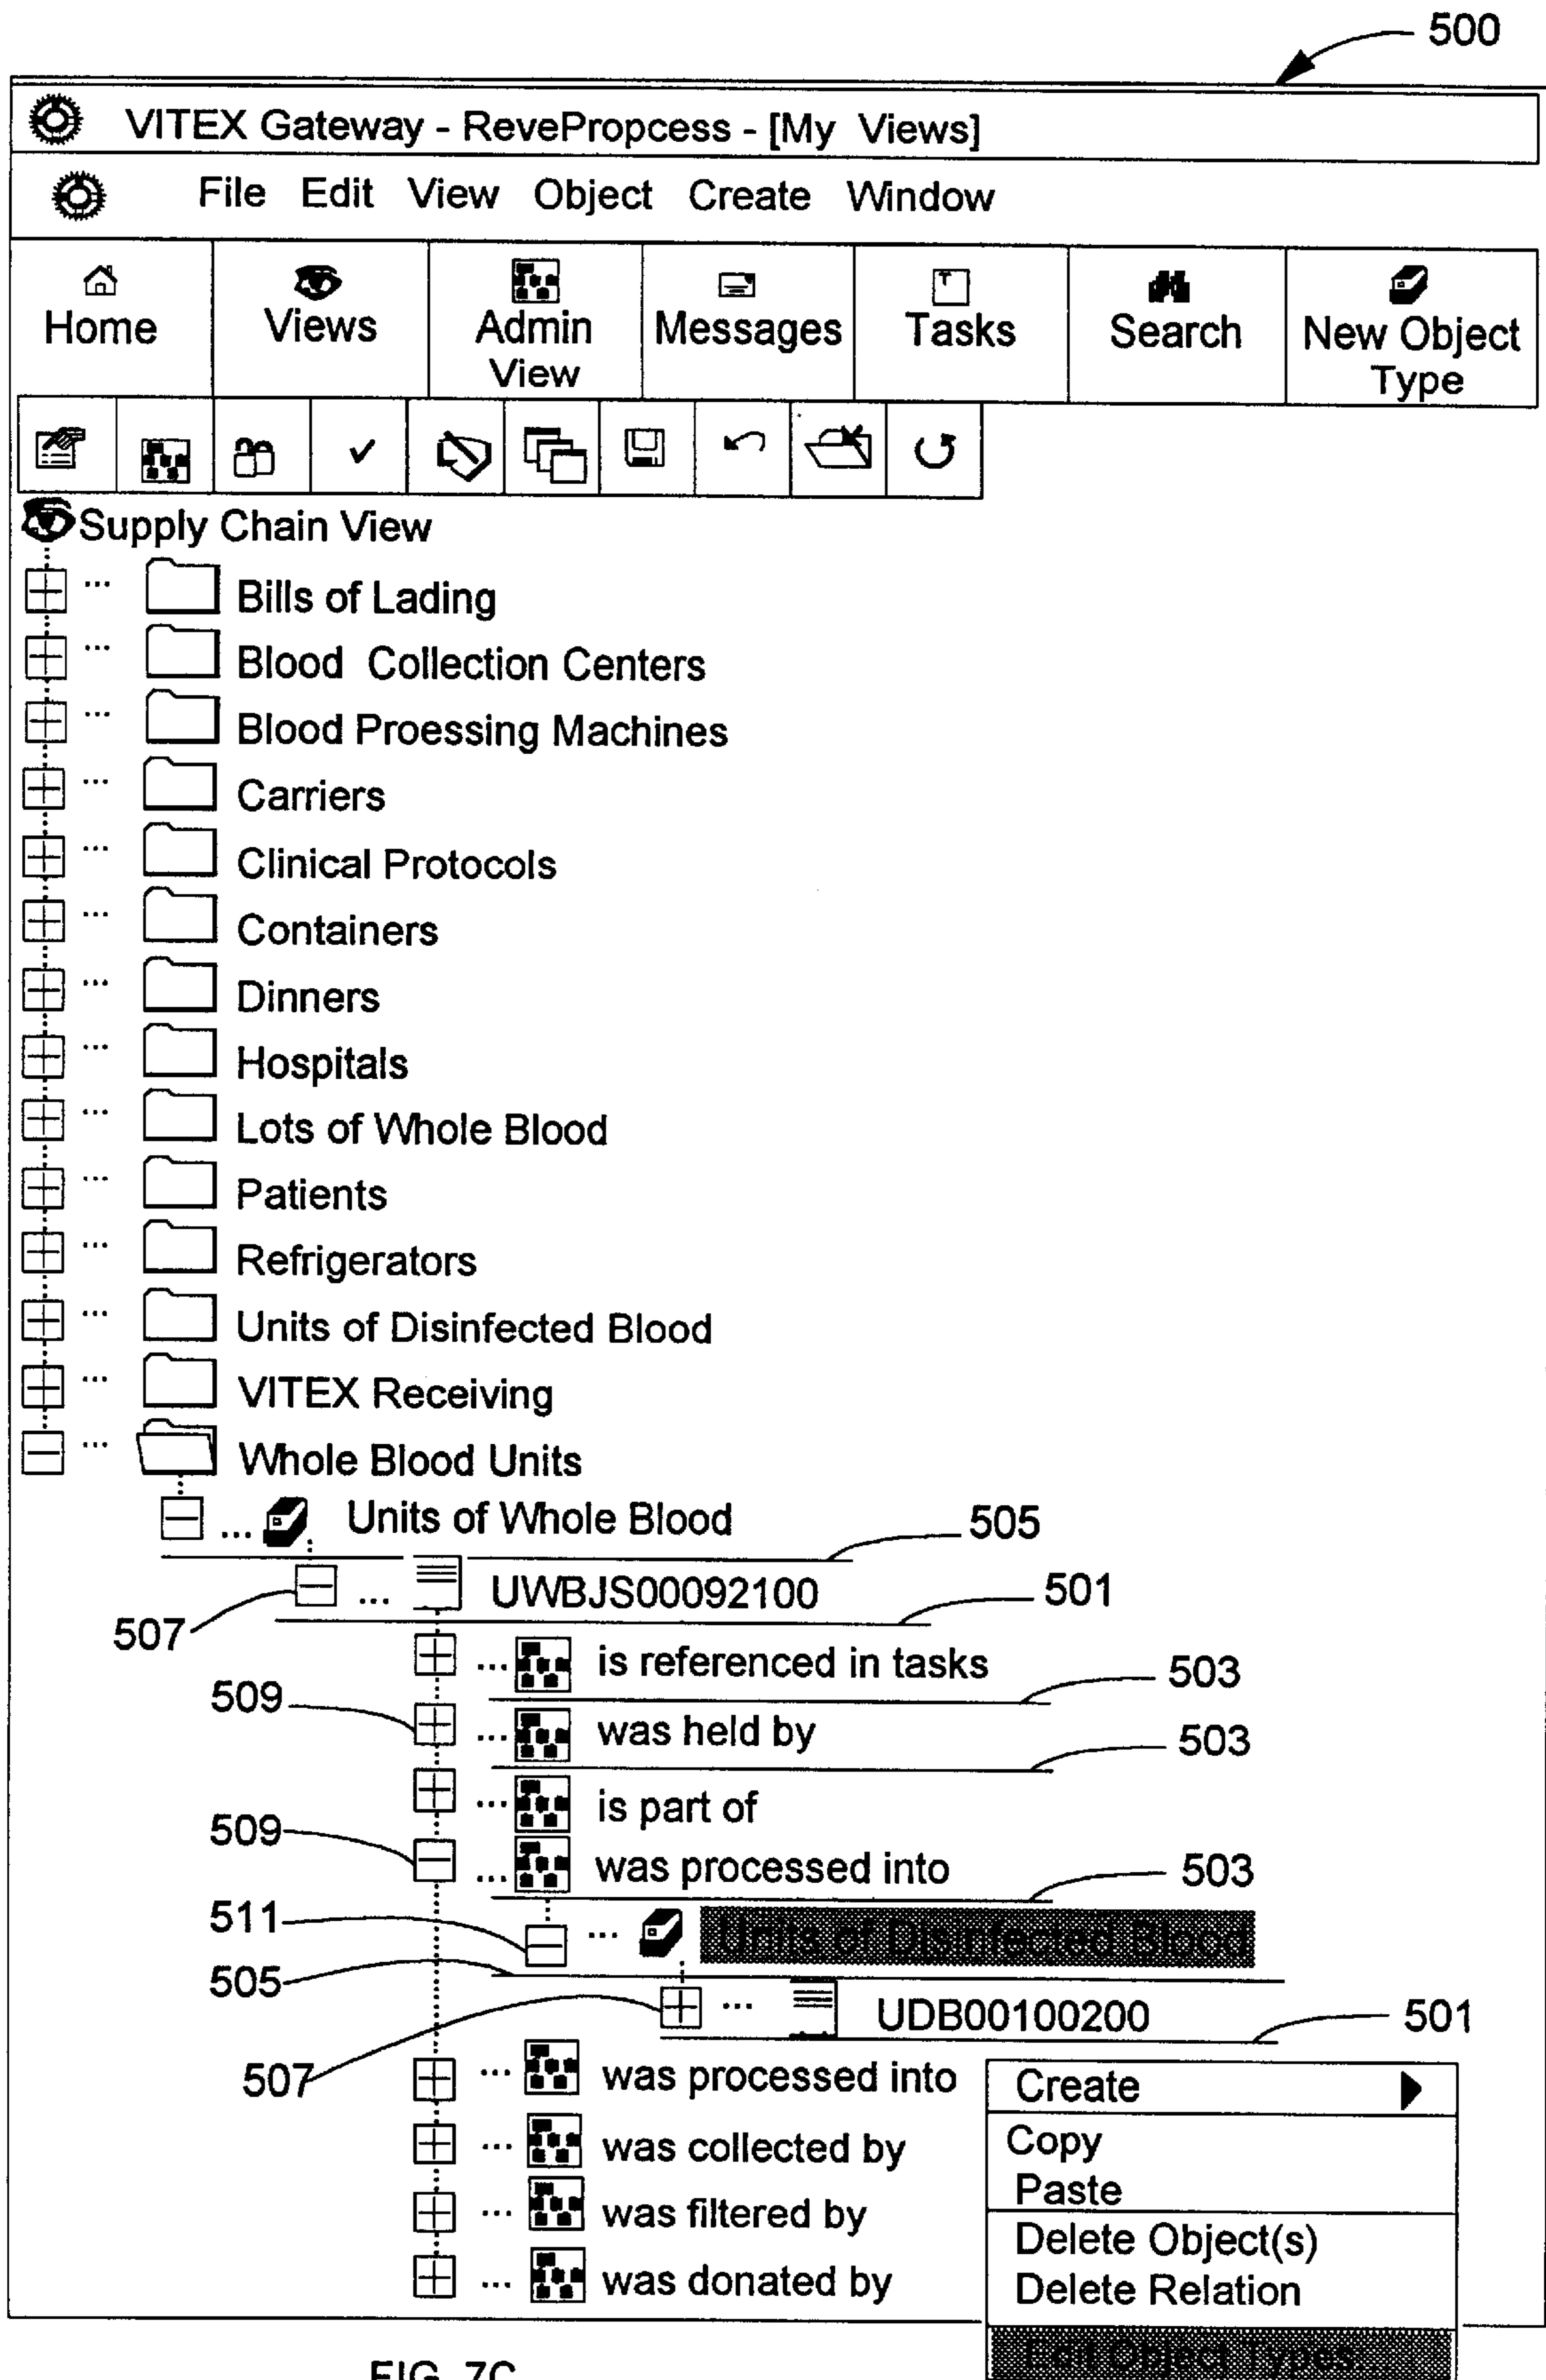 500
VITEX Gateway - RevePropcess - [My Views]
File Edit View Object Create Window
Home Views Admin View Messages Tasks Search New Object Type
Supply Chain View
Bills of Lading
Blood Collection Centers
Blood Proessing Machines
Carriers
Clinical Protocols
Containers
Dinners
Hospitals
Lots of Whole Blood
Patients
Refrigerators
Units of Disinfected Blood
VITEX Receiving
Whole Blood Units
Units of Whole Blood 505
UWBJS00092100 501
507
is referenced in tasks 503
509
was held by 503
is part of
509
was processed into 503
511
Units of Disinfected Blood
505
UDB00100200 501
507
was processed into
was collected by
was filtered by
was donated by
Create
Copy
Paste
Delete Object(s)
Delete Relation
Edit Object Types
FIG. 7C